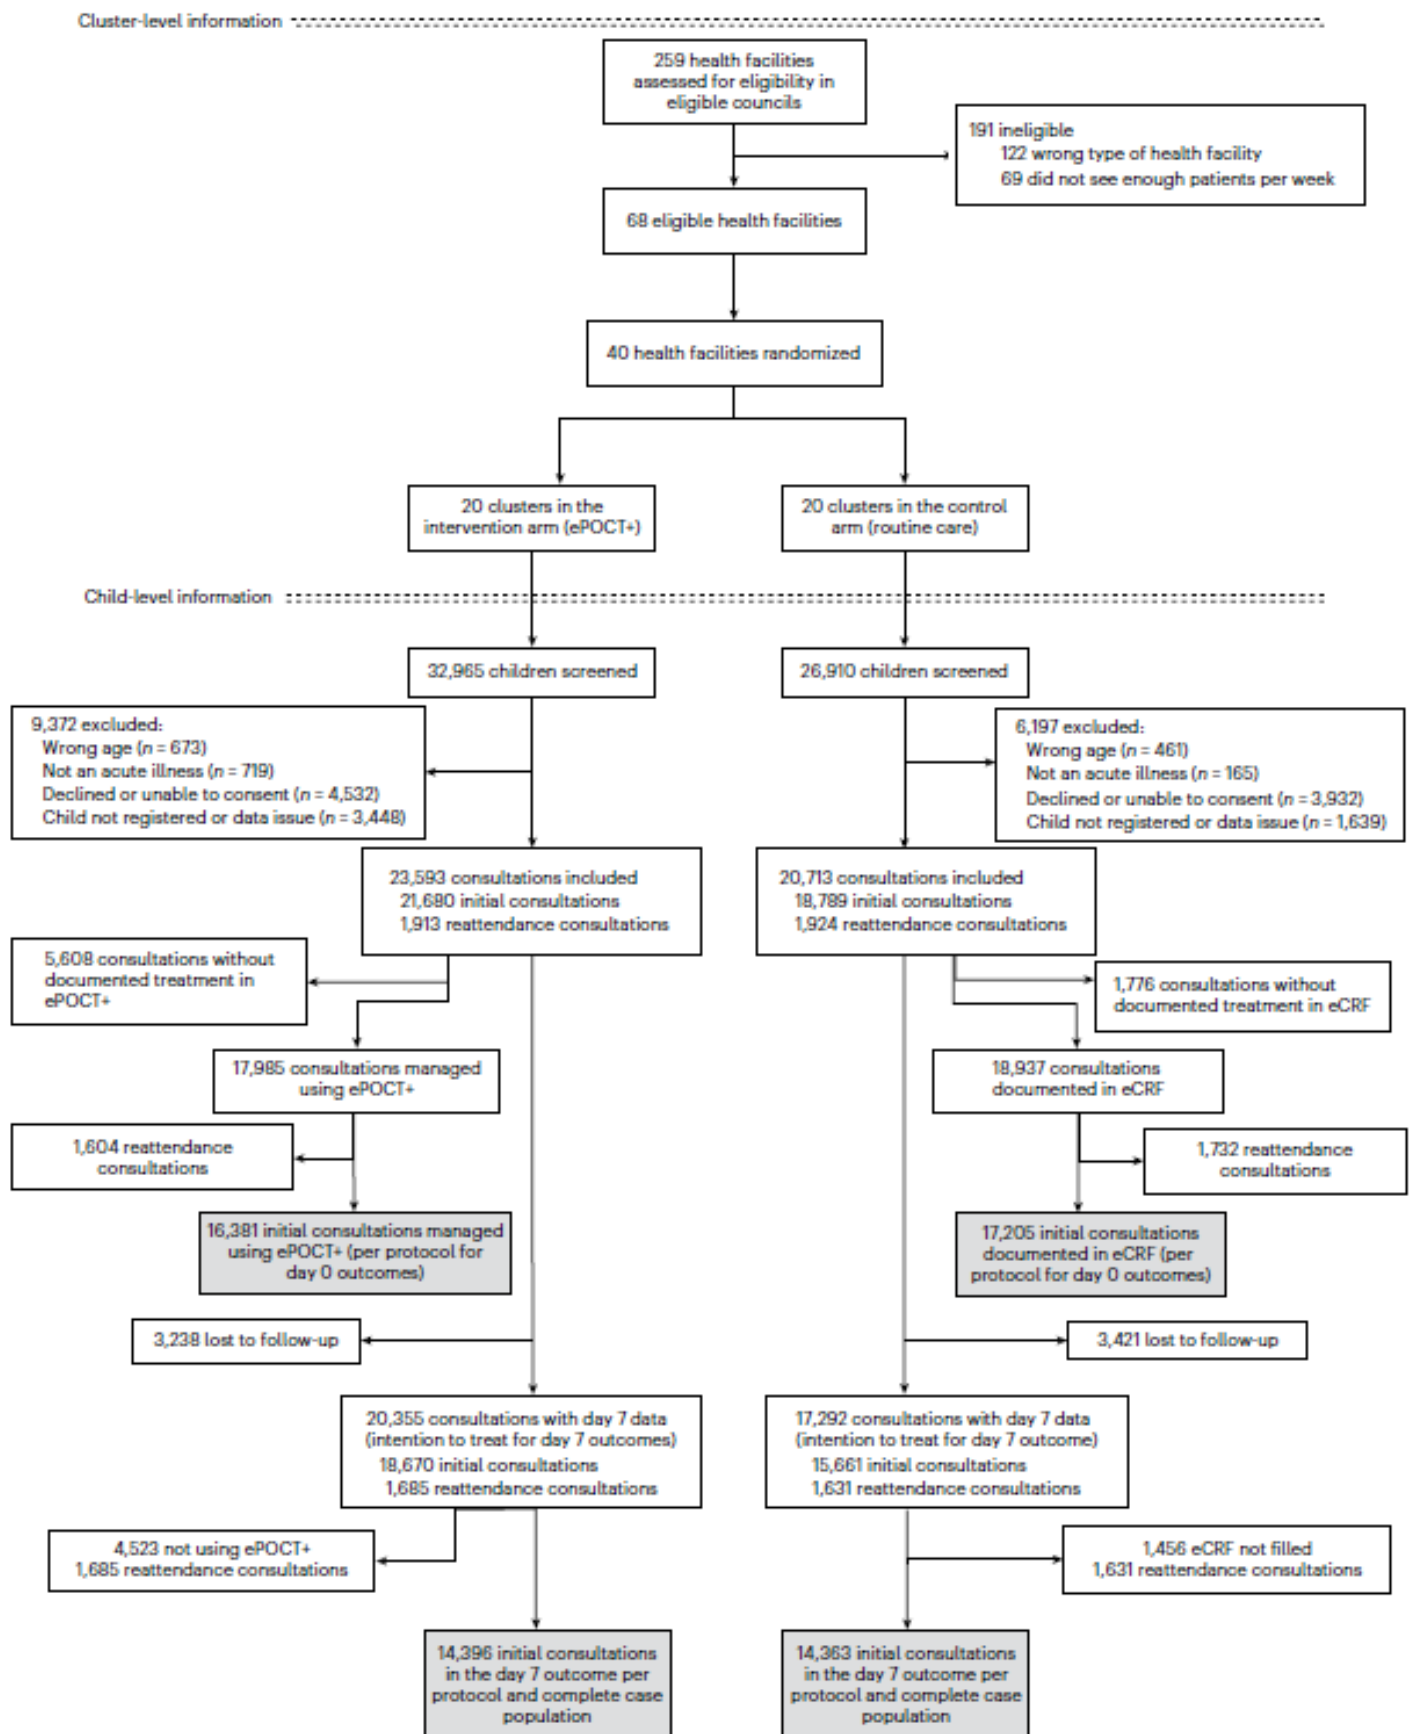 Cluster-level information
259 health facilities
assessed for eligibility in
eligible councils
191 ineligible
122 wrong type of health facility
69 did not see enough patients per week
68 eligible health facilities
40 health facilities randomized
20 clusters in the
intervention arm (ePOCT+)
20 clusters in the control
arm (routine care)
Child-level information
32,965 children screened
26,910 children screened
9,372 excluded:
Wrong age (n = 673)
Not an acute illness (n = 719)
Declined or unable to consent (n = 4,532)
Child not registered or data issue (n = 3,448)
6,197 excluded:
Wrong age (n = 461)
Not an acute illness (n = 165)
Declined or unable to consent (n = 3,932)
Child not registered or data issue (n = 1,639)
23,593 consultations included
21,680 initial consultations
1,913 reattendance consultations
20,713 consultations included
18,789 initial consultations
1,924 reattendance consultations
5,608 consultations without
documented treatment in
ePOCT+
1,776 consultations without
documented treatment in eCRF
17,985 consultations managed
using ePOCT+
18,937 consultations
documented in eCRF
1,604 reattendance
consultations
1,732 reattendance
consultations
16,381 initial consultations managed
using ePOCT+ (per protocol for
day 0 outcomes)
17,205 initial consultations
documented in eCRF (per
protocol for day 0 outcomes)
3,238 lost to follow-up
3,421 lost to follow-up
20,355 consultations with day 7 data
(intention to treat for day 7 outcomes)
18,670 initial consultations
1,685 reattendance consultations
17,292 consultations with day 7 data
(intention to treat for day 7 outcome)
15,661 initial consultations
1,631 reattendance consultations
4,523 not using ePOCT+
1,685 reattendance consultations
1,456 eCRF not filled
1,631 reattendance consultations
14,396 initial consultations
in the day 7 outcome per
protocol and complete case
population
14,363 initial consultations
in the day 7 outcome per
protocol and complete case
population